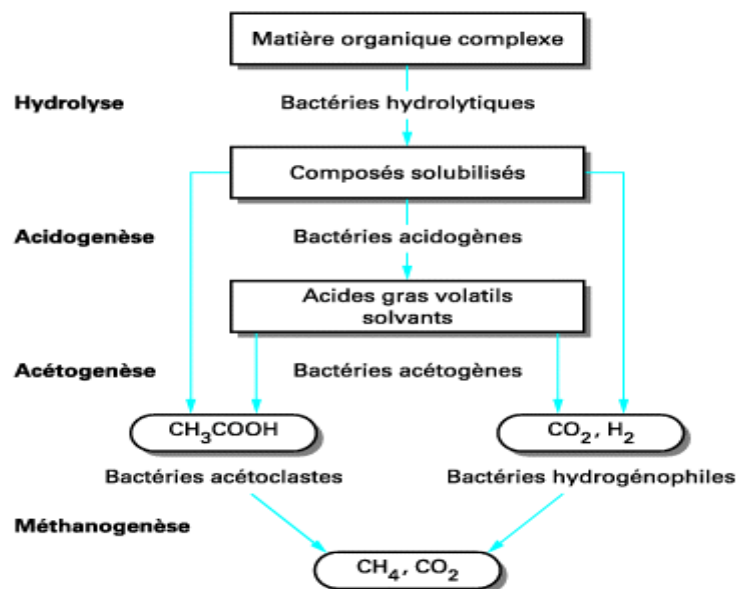 Matière organique complexe
Hydrolyse Bactéries hydrolytiques
Composés solubilisés
Acidogenèse Bactéries acidogènes
Acides gras volatils
solvants
Acétogenèse Bactéries acétogènes
CH₃COOH CO₂, H₂
Bactéries acétoclastes Bactéries hydrogénophiles
Méthanogenèse
CH₄, CO₂